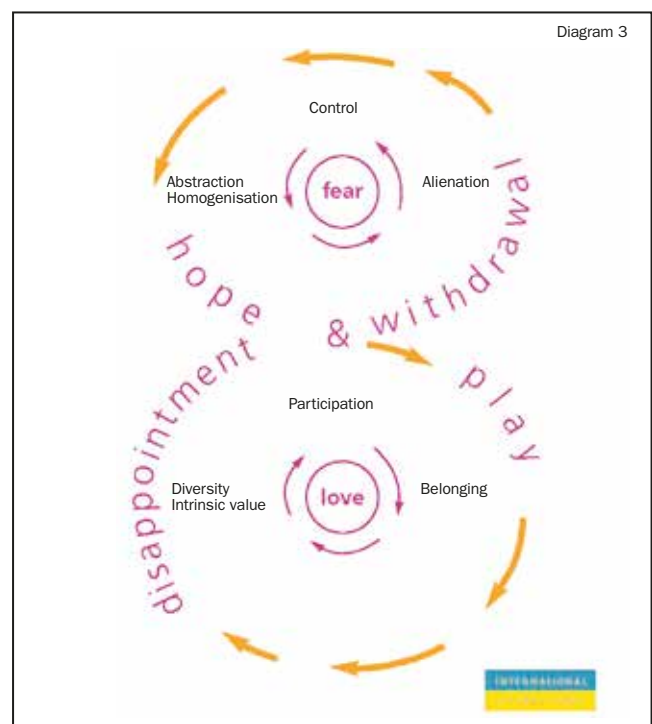 Diagram 3
Control
Abstraction
Homogenisation
fear
Alienation
hope
& withdrawal
disappointment
play
Participation
Diversity
Intrinsic value
love
Belonging
INTERNATIONAL